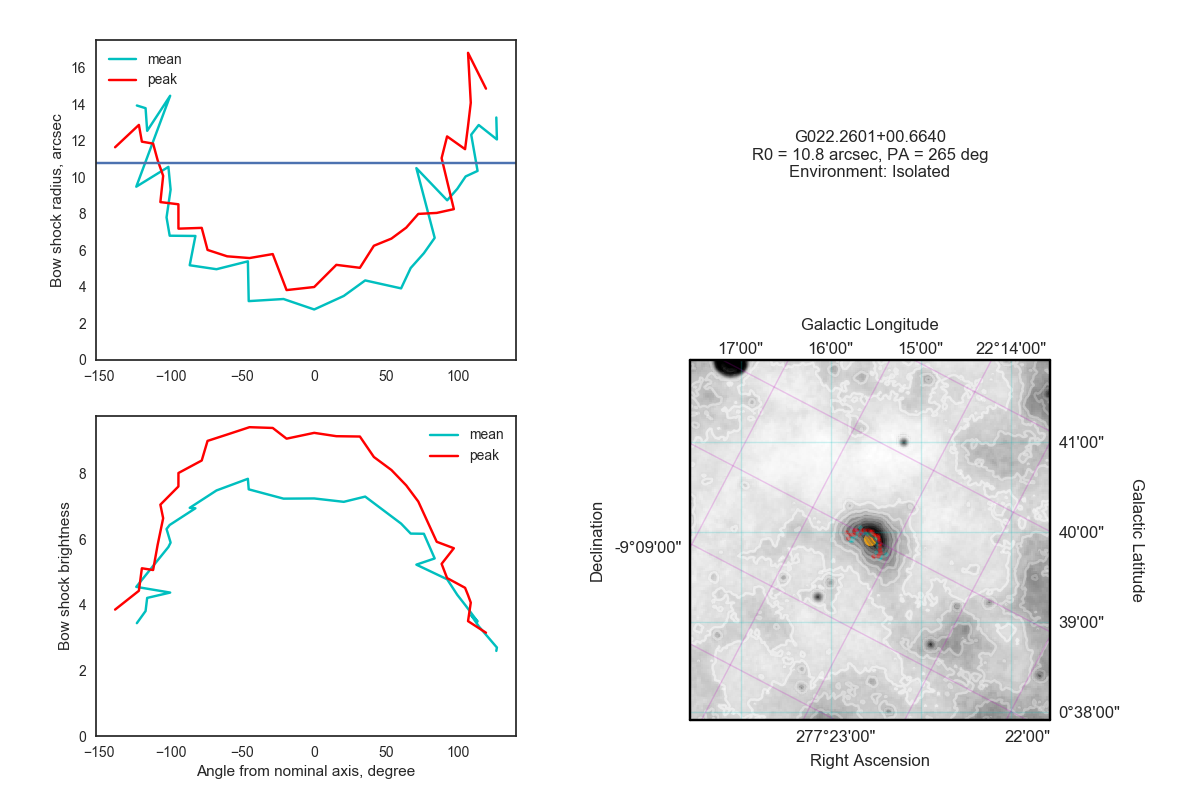 mean
peak
16
14
12
10
8
6
4
2
0
Bow shock radius, arcsec
−150
−100
−50
0
50
100
mean
peak
8
6
4
2
0
Bow shock brightness
−150
−100
−50
0
50
100
Angle from nominal axis, degree
G022.2601+00.6640
R0 = 10.8 arcsec, PA = 265 deg
Environment: Isolated
Galactic Longitude
17'00"
16'00"
15'00"
22°14'00"
41'00"
40'00"
39'00"
0°38'00"
Galactic Latitude
Declination
-9°09'00"
277°23'00"
22'00"
Right Ascension